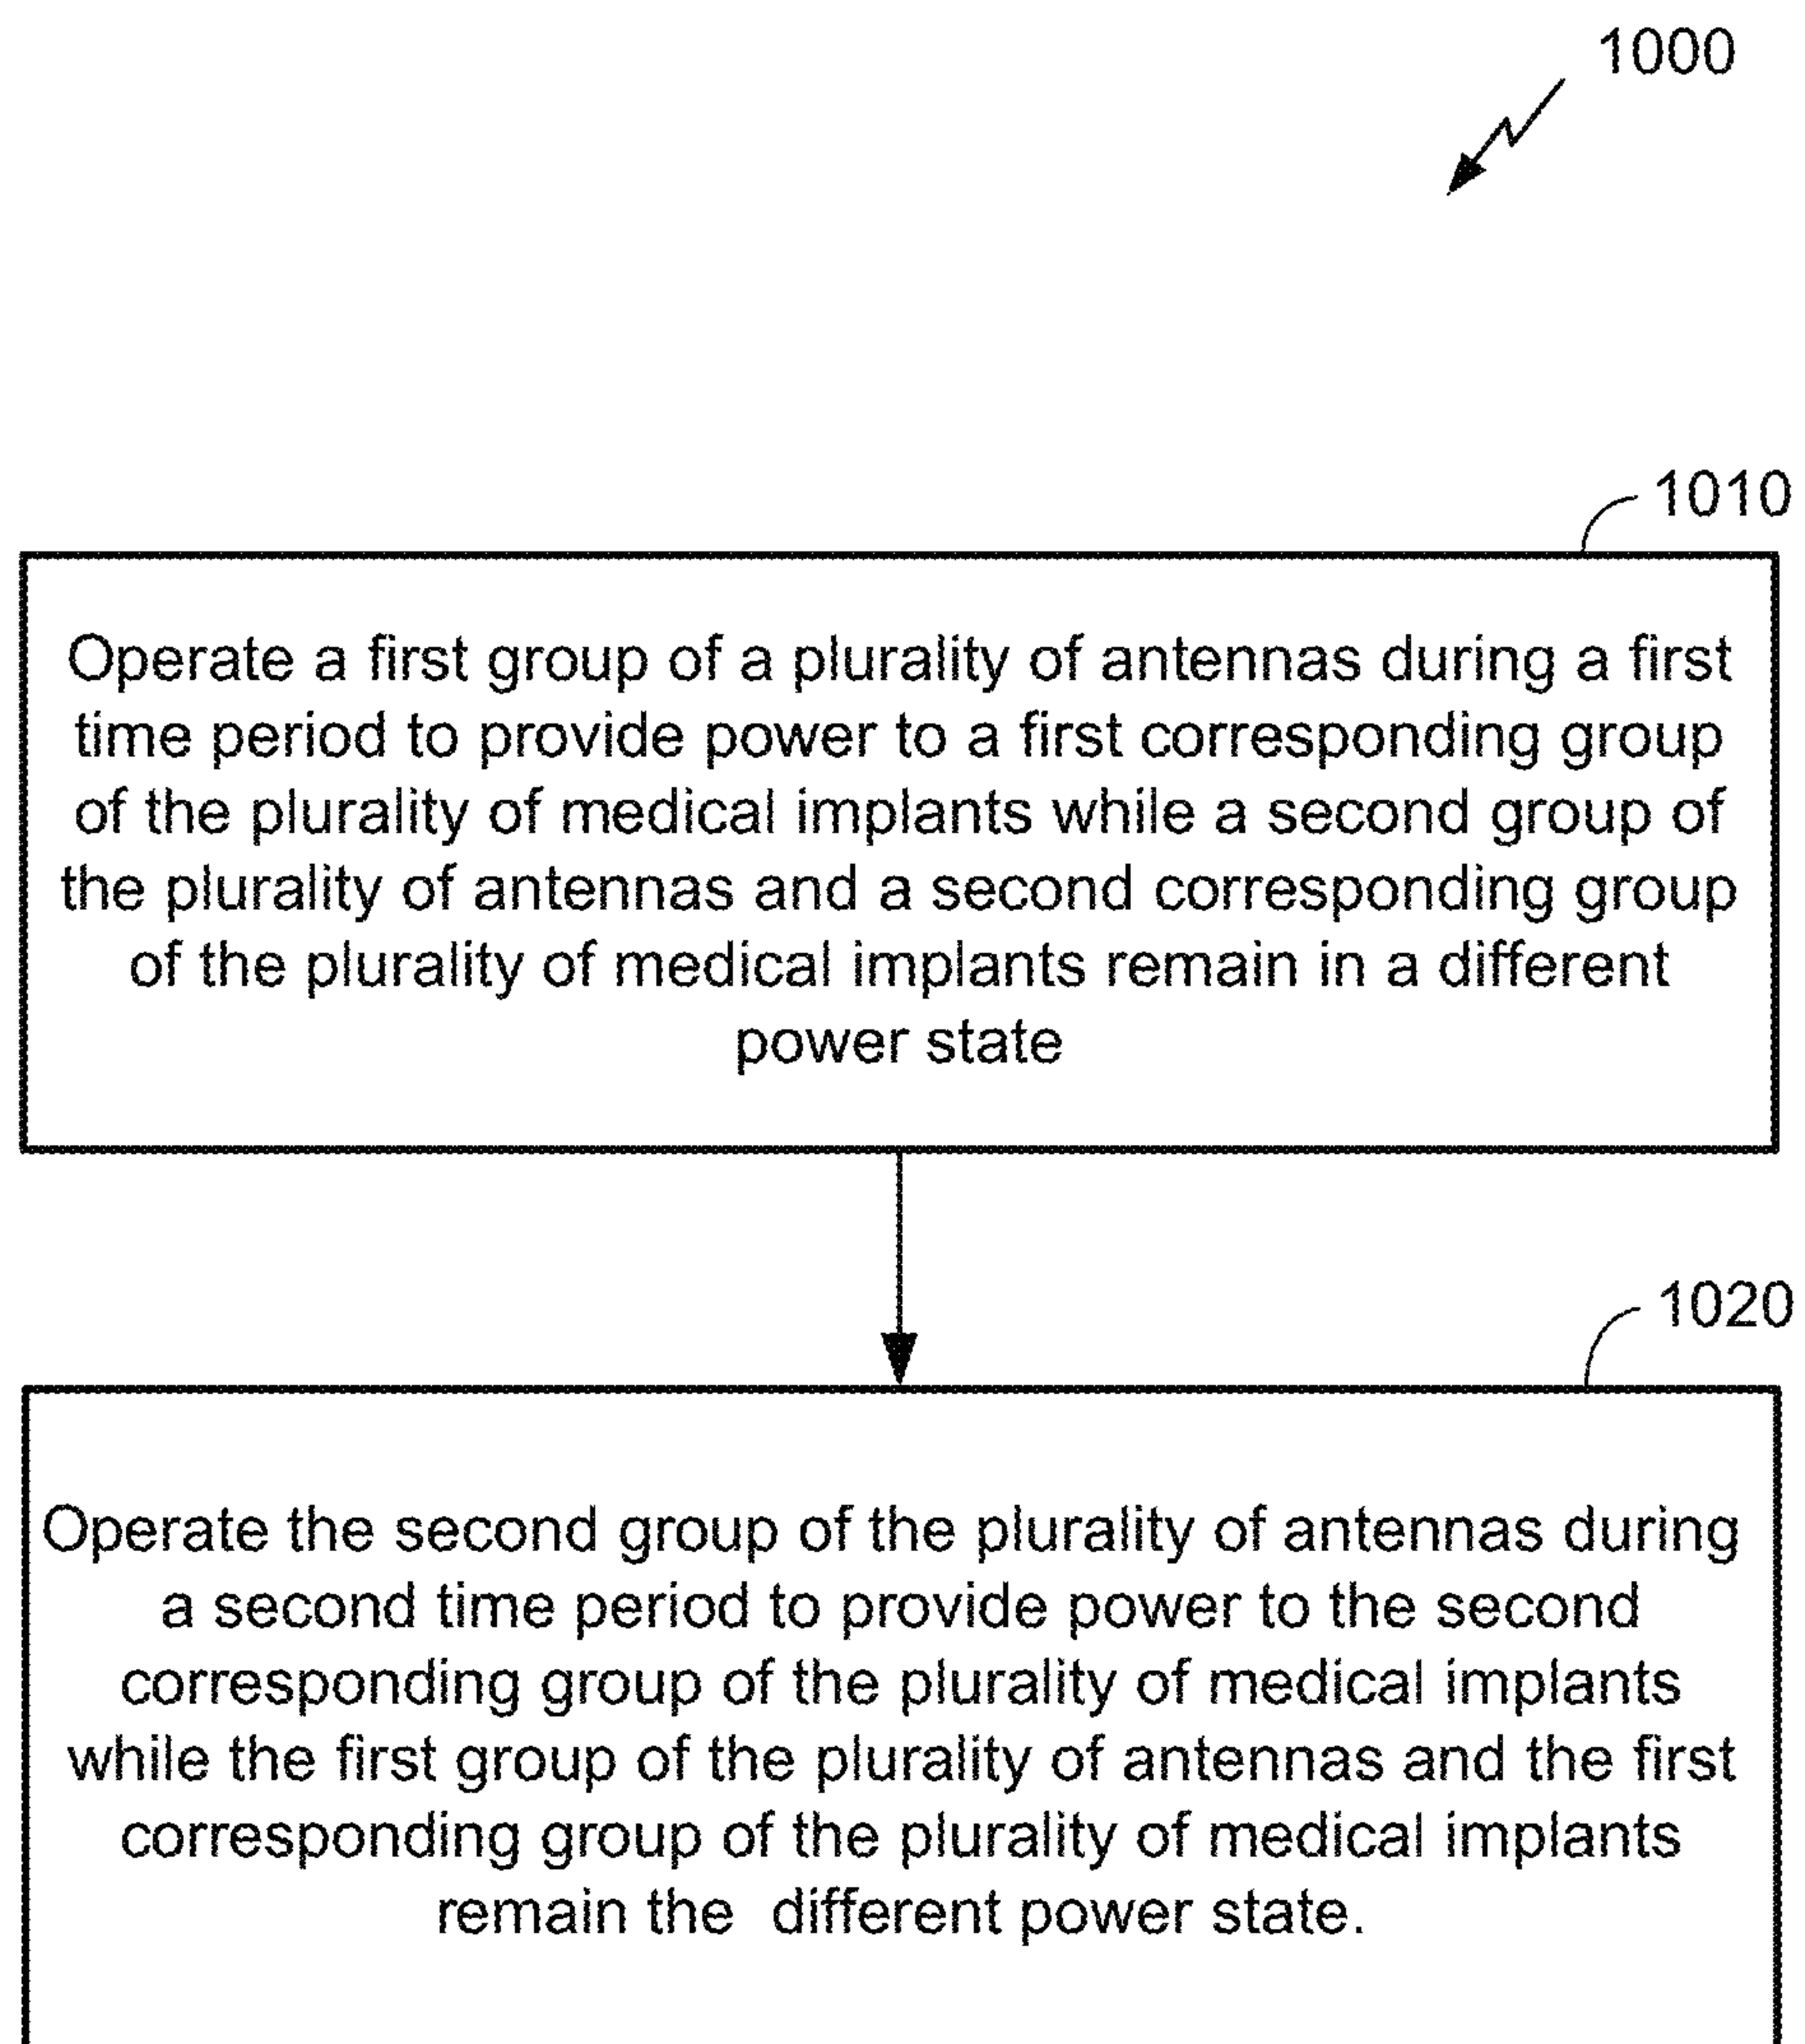 1000
1010
Operate a first group of a plurality of antennas during a first
time period to provide power to a first corresponding group
of the plurality of medical implants while a second group of
the plurality of antennas and a second corresponding group
of the plurality of medical implants remain in a different
power state
1020
Operate the second group of the plurality of antennas during
a second time period to provide power to the second
corresponding group of the plurality of medical implants
while the first group of the plurality of antennas and the first
corresponding group of the plurality of medical implants
remain the  different power state.